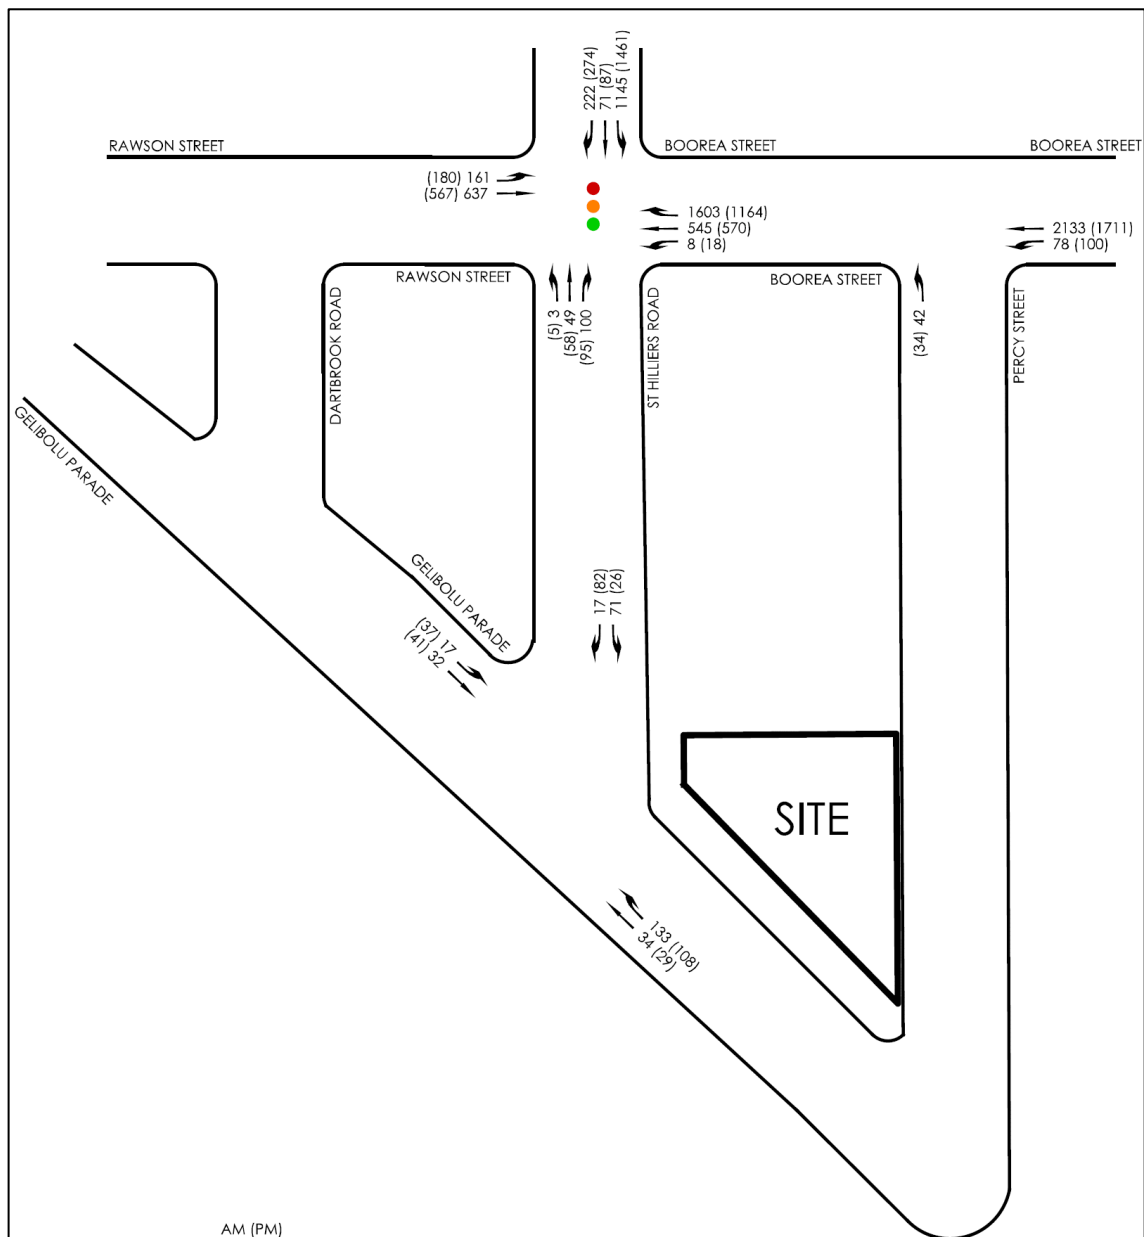 222 (274)
71 (87)
1145 (1461)
RAWSON STREET
BOOREA STREET
BOOREA STREET
(180) 161
(567) 637
1603 (1164)
545 (570)
8 (18)
2133 (1711)
78 (100)
RAWSON STREET
BOOREA STREET
DARTBROOK ROAD
(5) 3
(58) 49
(95) 100
ST HILLIERS ROAD
(34) 42
PERCY STREET
GELIBOLU PARADE
GELIBOLU PARADE
17 (82)
71 (26)
(37) 17
(41) 32
SITE
133 (108)
34 (29)
AM (PM)